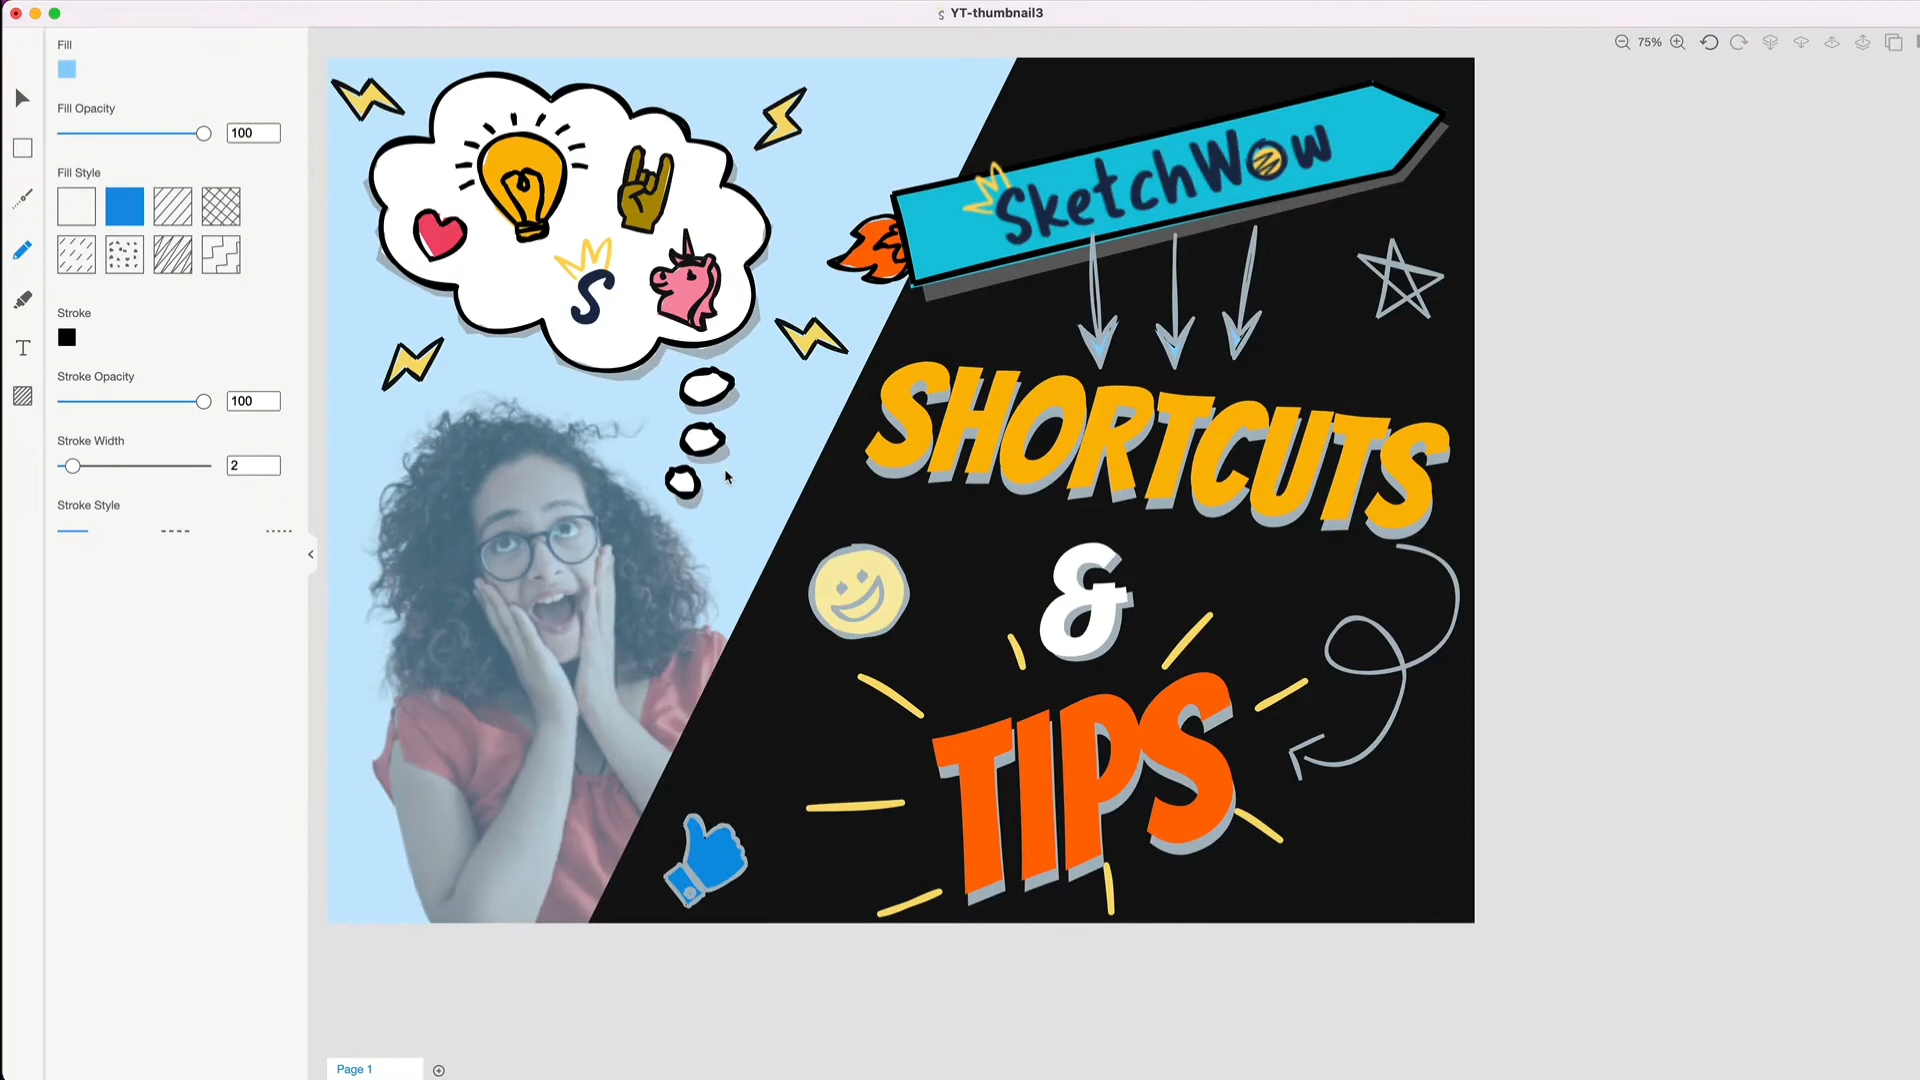 YT-thumbnail3
75%
Fill
Fill Opacity
100
Fill Style
Stroke
Stroke Opacity
100
Stroke Width
2
Stroke Style
T
S
SketchWow
SHORTCUTS
&
TIPS
Page 1